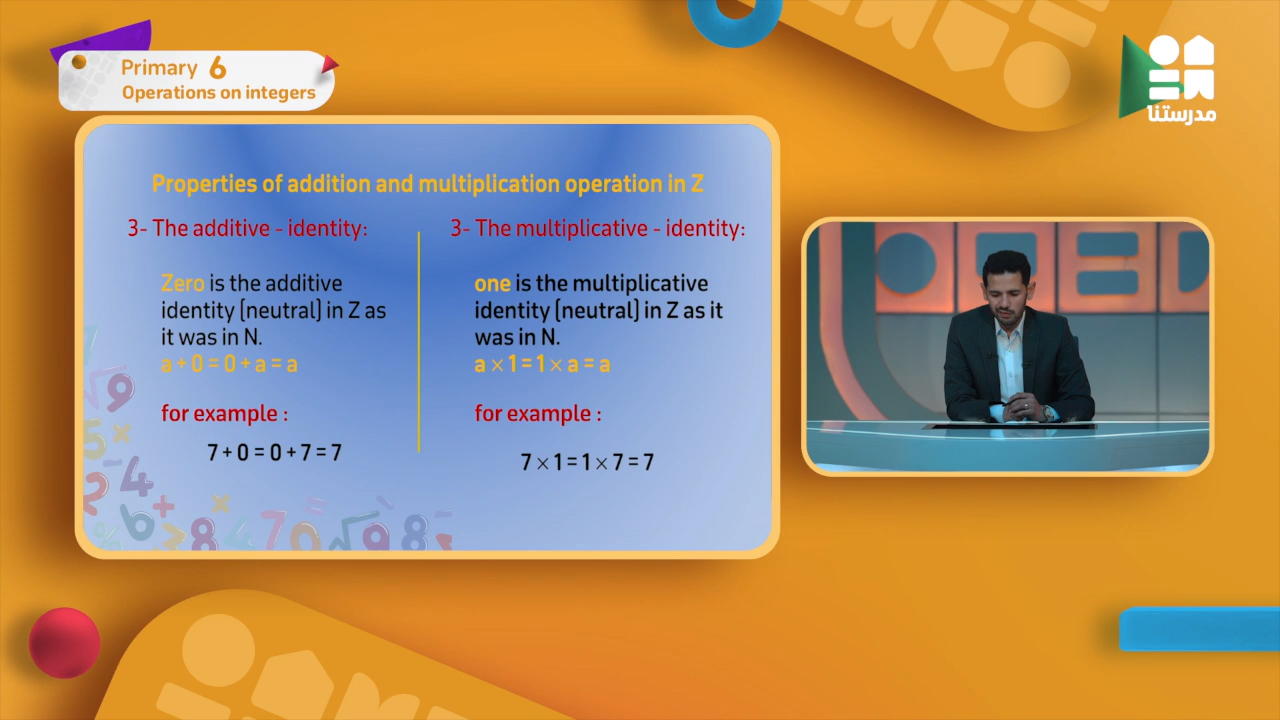 Primary 6
Operations on integers
مدرستنا
Properties of addition and multiplication operation in Z
3- The additive - identity:
Zero is the additive
identity (neutral) in Z as
it was in N.
a + 0 = 0 + a = a
for example :
7 + 0 = 0 + 7 = 7
3- The multiplicative - identity:
one is the multiplicative
identity (neutral) in Z as it
was in N.
a × 1 = 1 × a = a
for example :
7 × 1 = 1 × 7 = 7